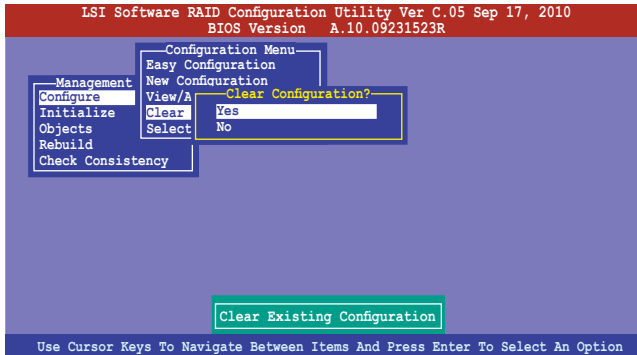 LSI Software RAID Configuration Utility Ver C.05 Sep 17, 2010
BIOS Version A.10.09231523R
Configuration Menu
Easy Configuration
New Configuration
View/A
Clear
Select
Management
Configure
Initialize
Objects
Rebuild
Check Consistency
Clear Configuration?
Yes
No
Clear Existing Configuration
Use Cursor Keys To Navigate Between Items And Press Enter To Select An Option